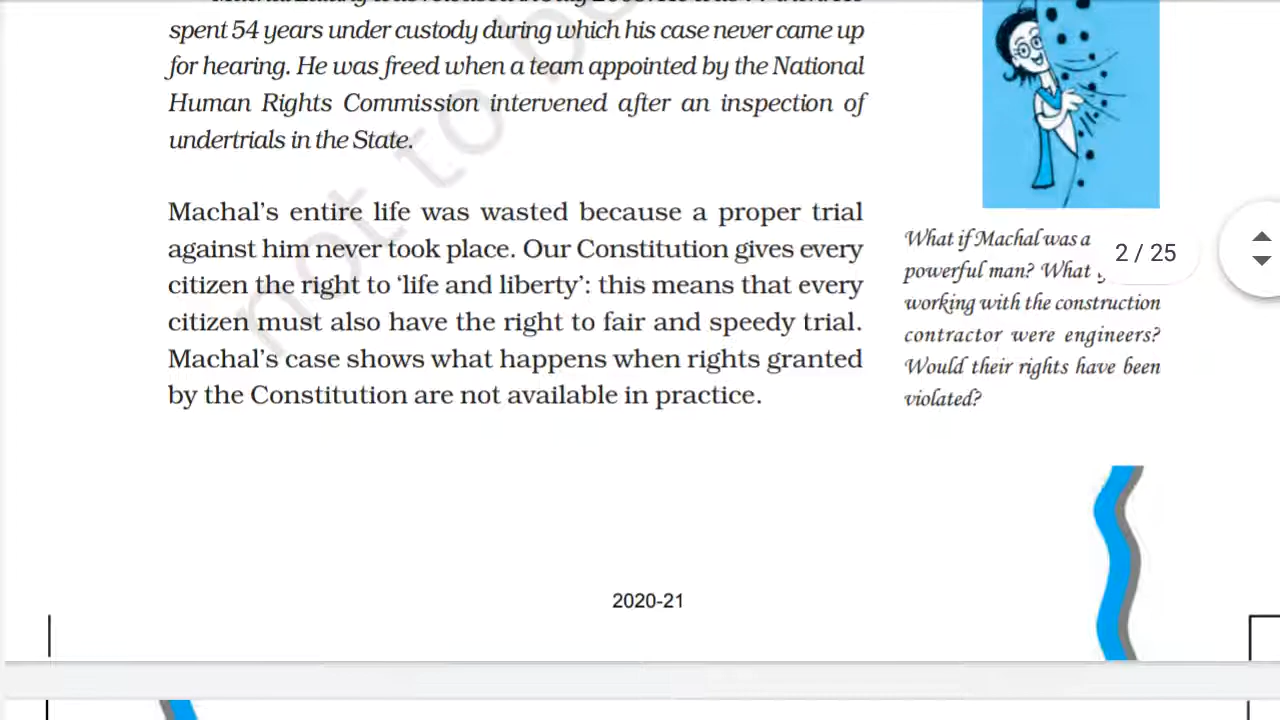 spent 54 years under custody during which his case never came up
for hearing. He was freed when a team appointed by the National
Human Rights Commission intervened after an inspection of
undertrials in the State.
Machal's entire life was wasted because a proper trial
against him never took place. Our Constitution gives every
citizen the right to ‘life and liberty’: this means that every
citizen must also have the right to fair and speedy trial.
Machal's case shows what happens when rights granted
by the Constitution are not available in practice.
What if Machal was a
powerful man? What
working with the construction
contractor were engineers?
Would their rights have been
violated?
2 / 25
not to be
2020-21